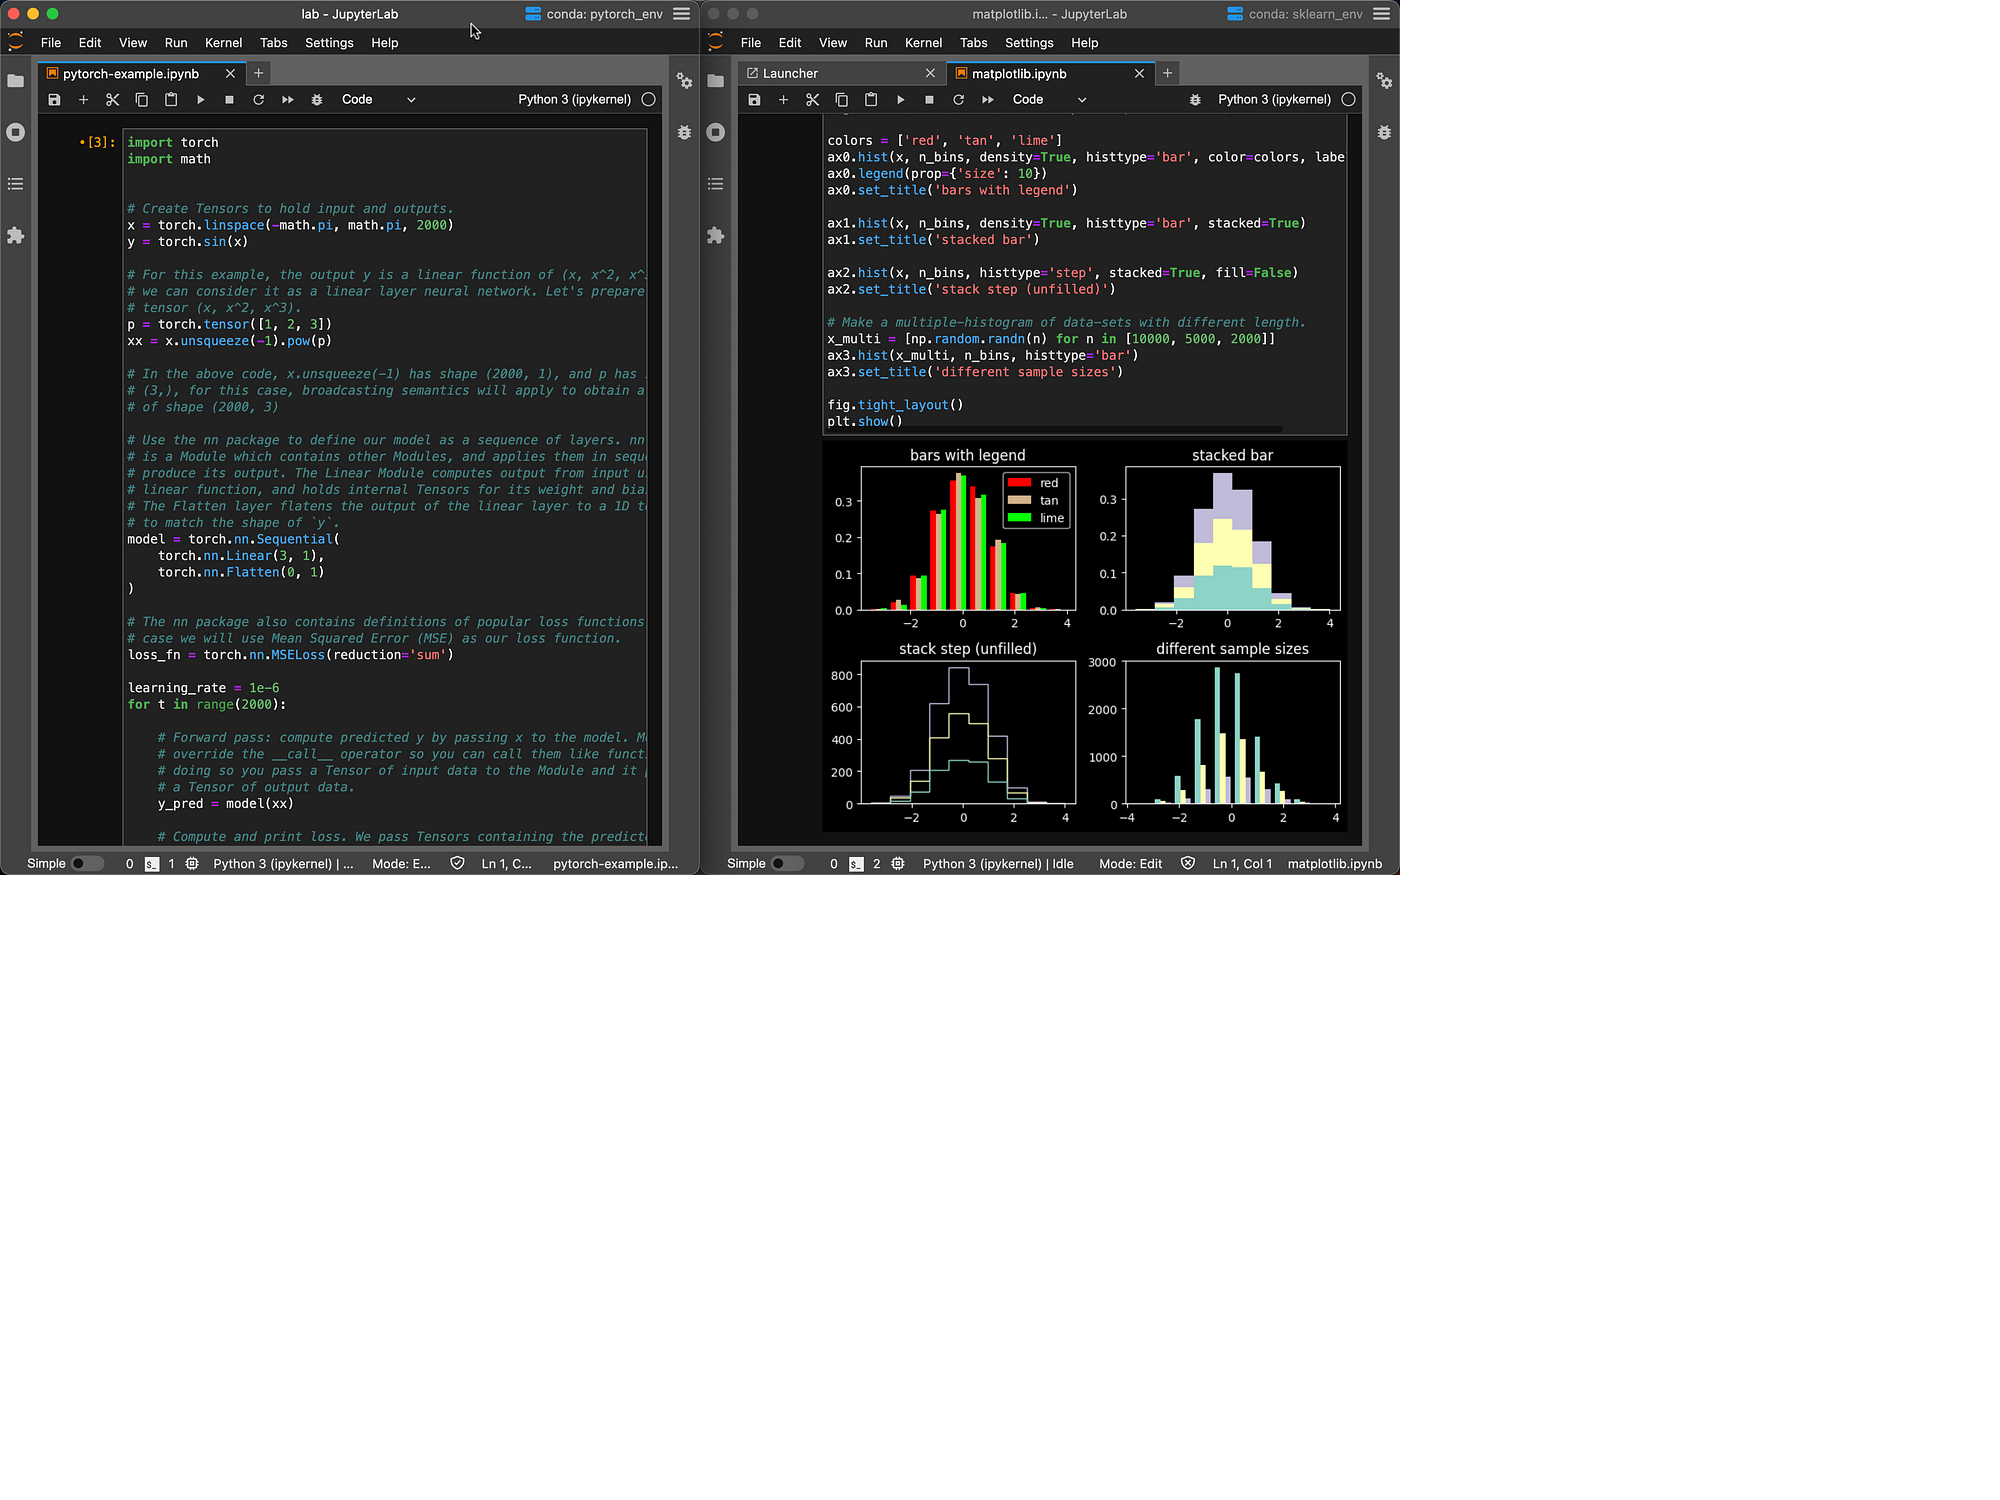 lab - JupyterLab
conda: pytorch_env
File Edit View Run Kernel Tabs Settings Help
pytorch-example.ipynb
Code
Python 3 (ipykernel)
[3]:
import torch
import math
# Create Tensors to hold input and outputs.
x = torch.linspace(-math.pi, math.pi, 2000)
y = torch.sin(x)
# For this example, the output y is a linear function of (x, x^2, x^
# we can consider it as a linear layer neural network. Let's prepare
# tensor (x, x^2, x^3).
p = torch.tensor([1, 2, 3])
xx = x.unsqueeze(-1).pow(p)
# In the above code, x.unsqueeze(-1) has shape (2000, 1), and p has
# (3,), for this case, broadcasting semantics will apply to obtain a
# of shape (2000, 3)
# Use the nn package to define our model as a sequence of layers. nn
# is a Module which contains other Modules, and applies them in sequ
# produce its output. The Linear Module computes output from input u
# linear function, and holds internal Tensors for its weight and bia
# The Flatten layer flatens the output of the linear layer to a 1D t
# to match the shape of `y`.
model = torch.nn.Sequential(
    torch.nn.Linear(3, 1),
    torch.nn.Flatten(0, 1)
)
# The nn package also contains definitions of popular loss functions
# case we will use Mean Squared Error (MSE) as our loss function.
loss_fn = torch.nn.MSELoss(reduction='sum')
learning_rate = 1e-6
for t in range(2000):
    # Forward pass: compute predicted y by passing x to the model. M
    # override the __call__ operator so you can call them like funct
    # doing so you pass a Tensor of input data to the Module and it
    # a Tensor of output data.
    y_pred = model(xx)
    # Compute and print loss. We pass Tensors containing the predict
Simple 0 $_ 1 Python 3 (ipykernel) | ... Mode: E... Ln 1, C... pytorch-example.ip...
matplotlib.i... - JupyterLab
conda: sklearn_env
File Edit View Run Kernel Tabs Settings Help
Launcher
matplotlib.ipynb
Code
Python 3 (ipykernel)
colors = ['red', 'tan', 'lime']
ax0.hist(x, n_bins, density=True, histtype='bar', color=colors, labe
ax0.legend(prop={'size': 10})
ax0.set_title('bars with legend')
ax1.hist(x, n_bins, density=True, histtype='bar', stacked=True)
ax1.set_title('stacked bar')
ax2.hist(x, n_bins, histtype='step', stacked=True, fill=False)
ax2.set_title('stack step (unfilled)')
# Make a multiple-histogram of data-sets with different length.
x_multi = [np.random.randn(n) for n in [10000, 5000, 2000]]
ax3.hist(x_multi, n_bins, histtype='bar')
ax3.set_title('different sample sizes')
fig.tight_layout()
plt.show()
bars with legend
red
tan
lime
0.3
0.2
0.1
0.0
−2 0 2 4
stacked bar
0.3
0.2
0.1
0.0
−2 0 2 4
stack step (unfilled)
800
600
400
200
0
−2 0 2 4
different sample sizes
3000
2000
1000
0
−4 −2 0 2 4
Simple 0 $_ 2 Python 3 (ipykernel) | Idle Mode: Edit Ln 1, Col 1 matplotlib.ipynb